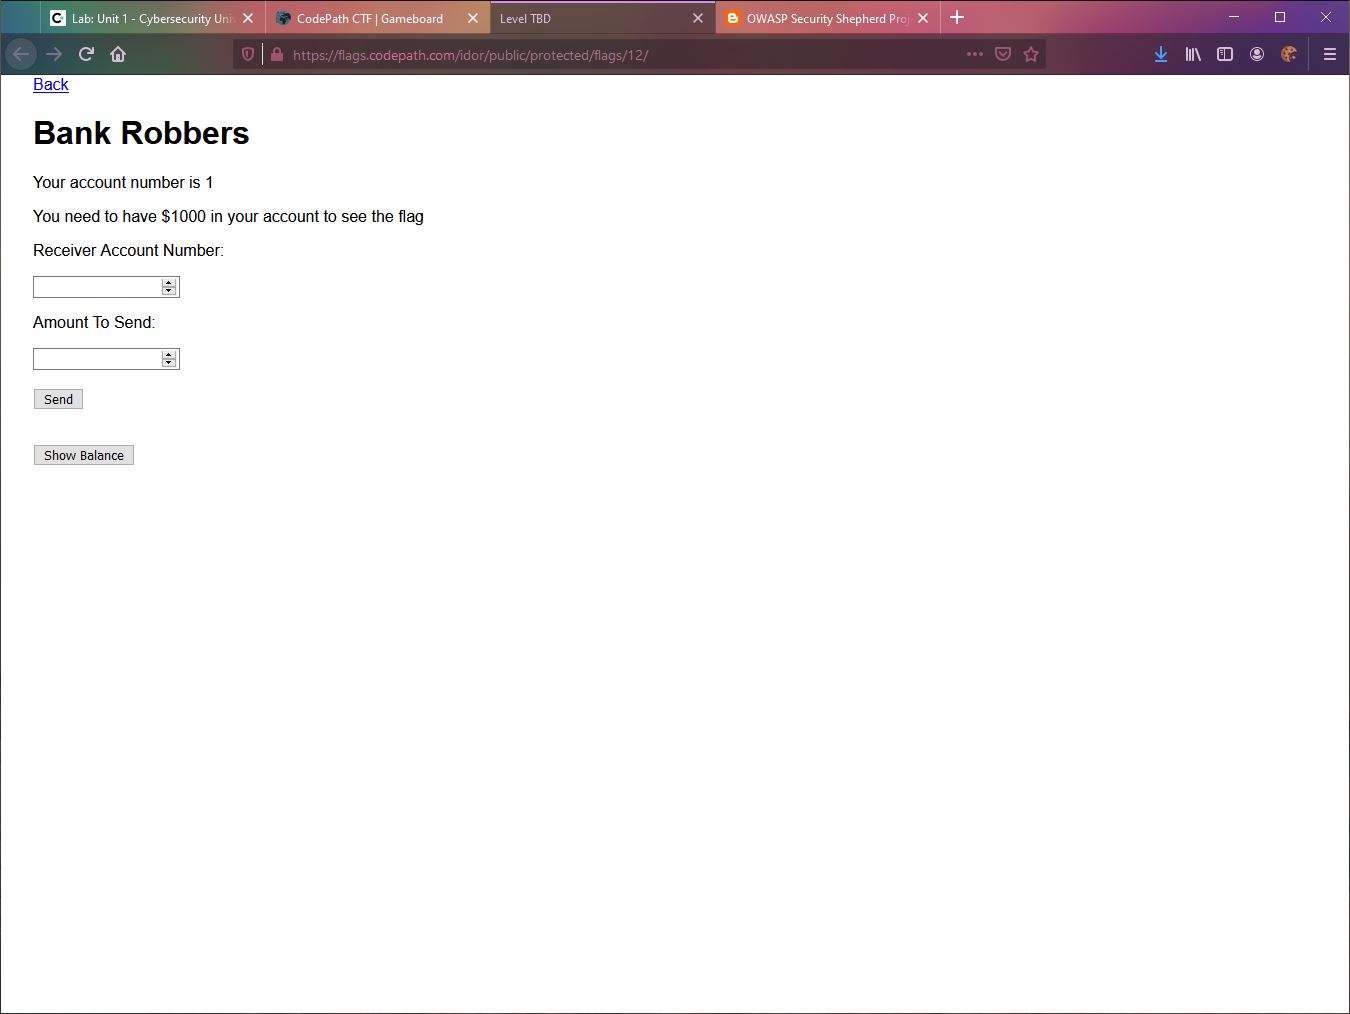 Lab: Unit 1 - Cybersecurity Uni
CodePath CTF | Gameboard
Level TBD
OWASP Security Shepherd Proj
https://flags.codepath.com/idor/public/protected/flags/12/
Back
Bank Robbers
Your account number is 1
You need to have $1000 in your account to see the flag
Receiver Account Number:
Amount To Send:
Send
Show Balance